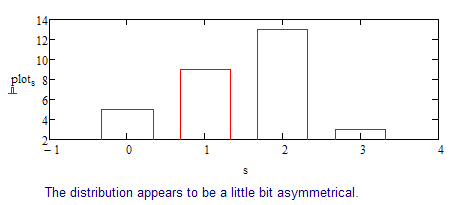 14
12
10
plots 8
6
4
2
−1 0 1 2 3 4
s
The distribution appears to be a little bit asymmetrical.